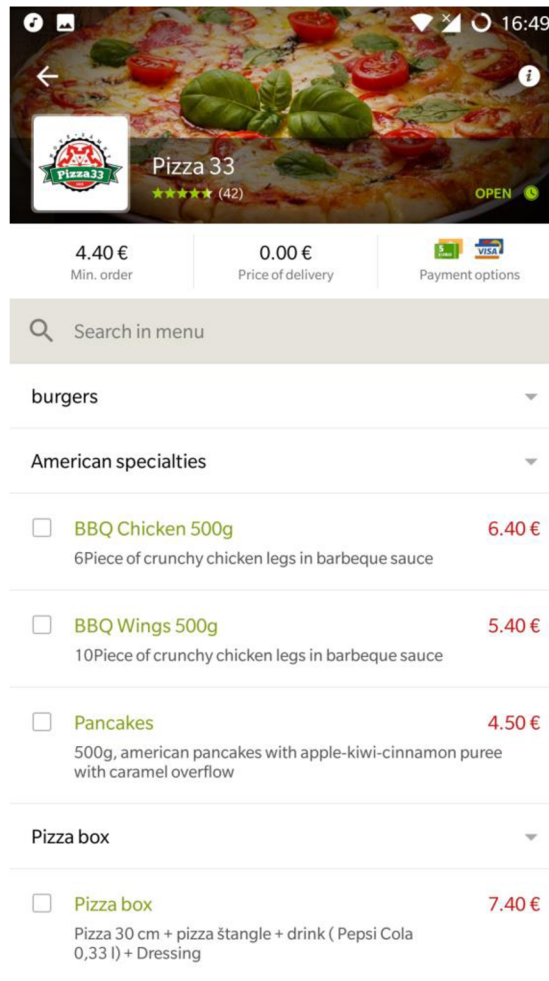 16:49
Pizza33
Pizza 33
(42)
OPEN
4.40 €
0.00 €
Min. order
Price of delivery
VISA
Payment options
Search in menu
burgers
American specialties
BBQ Chicken 500g
6.40 €
6Piece of crunchy chicken legs in barbeque sauce
BBQ Wings 500g
5.40 €
10Piece of crunchy chicken legs in barbeque sauce
Pancakes
4.50 €
500g, american pancakes with apple-kiwi-cinnamon puree
with caramel overflow
Pizza box
Pizza box
7.40 €
Pizza 30 cm + pizza štangle + drink ( Pepsi Cola
0,33 l) + Dressing